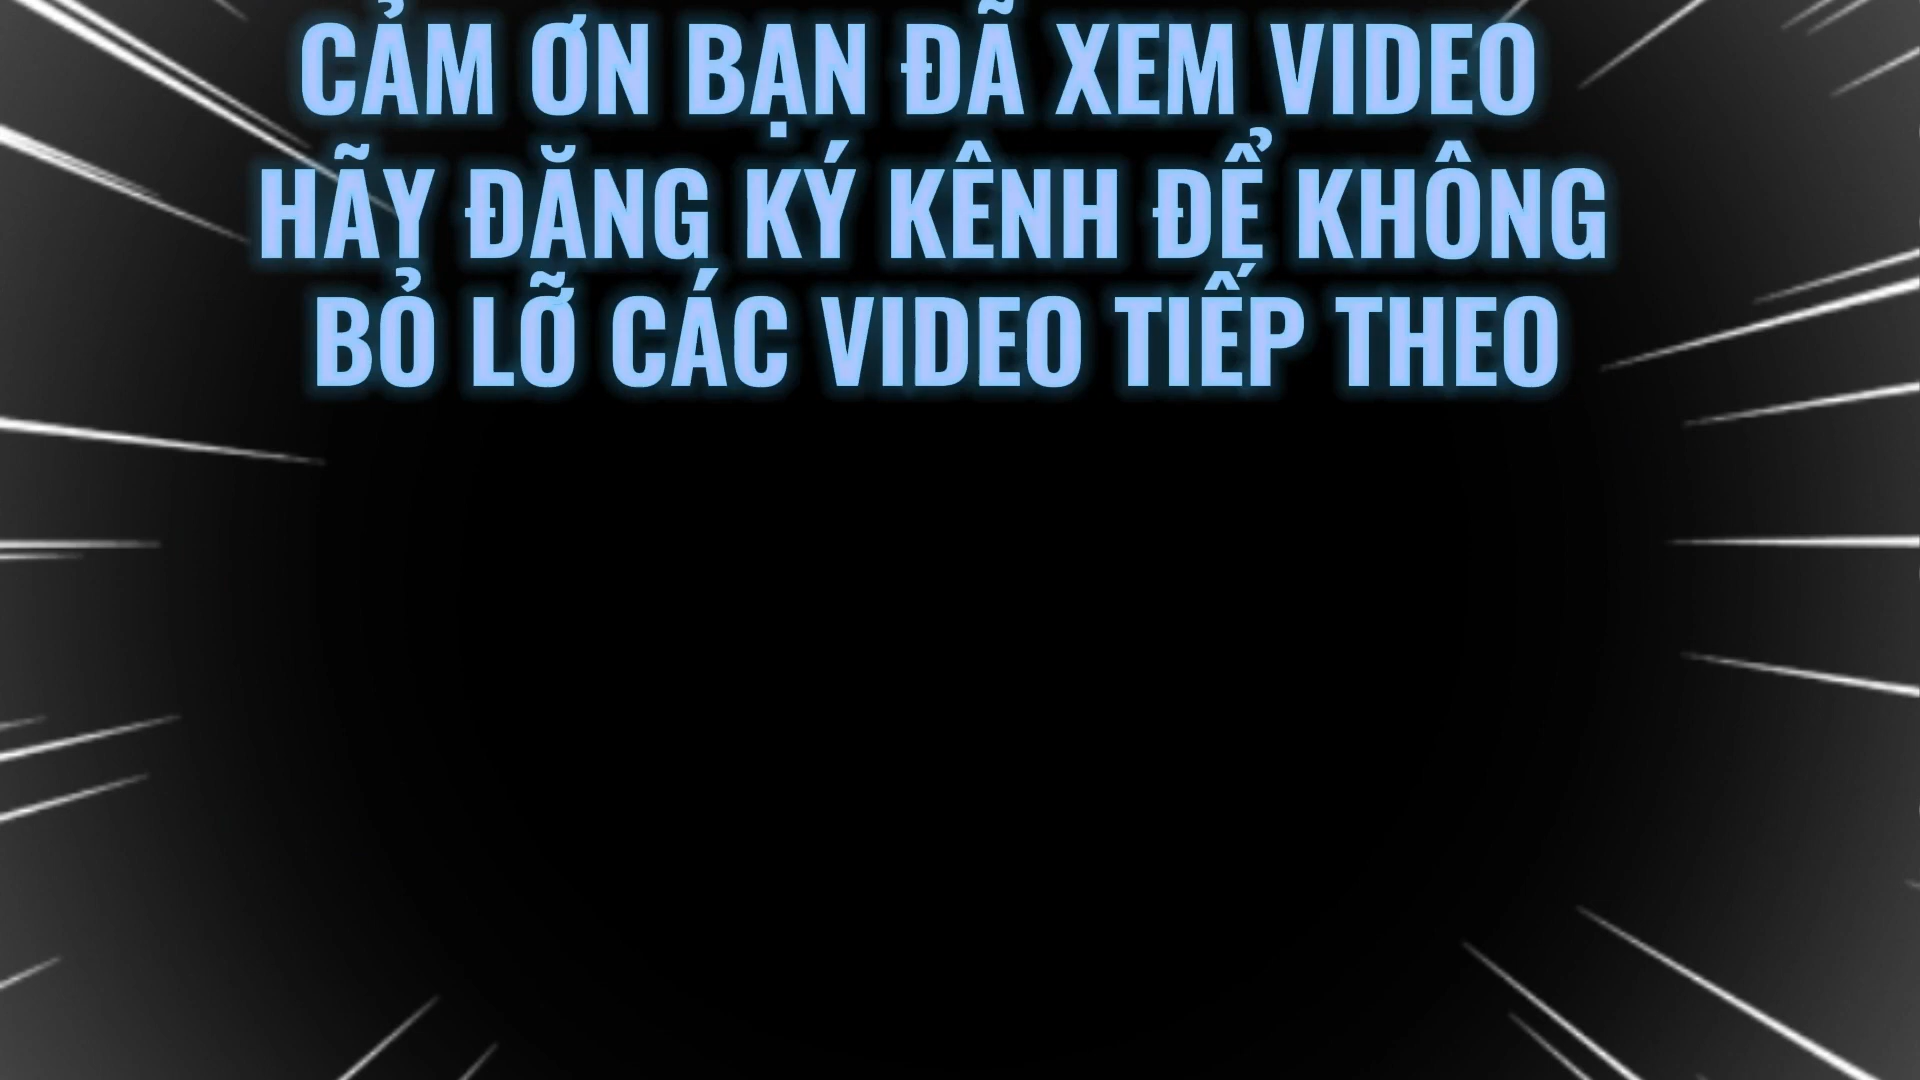 CẢM ƠN BẠN ĐÃ XEM VIDEO
HÃY ĐĂNG KÝ KÊNH ĐỂ KHÔNG
BỎ LỠ CÁC VIDEO TIẾP THEO